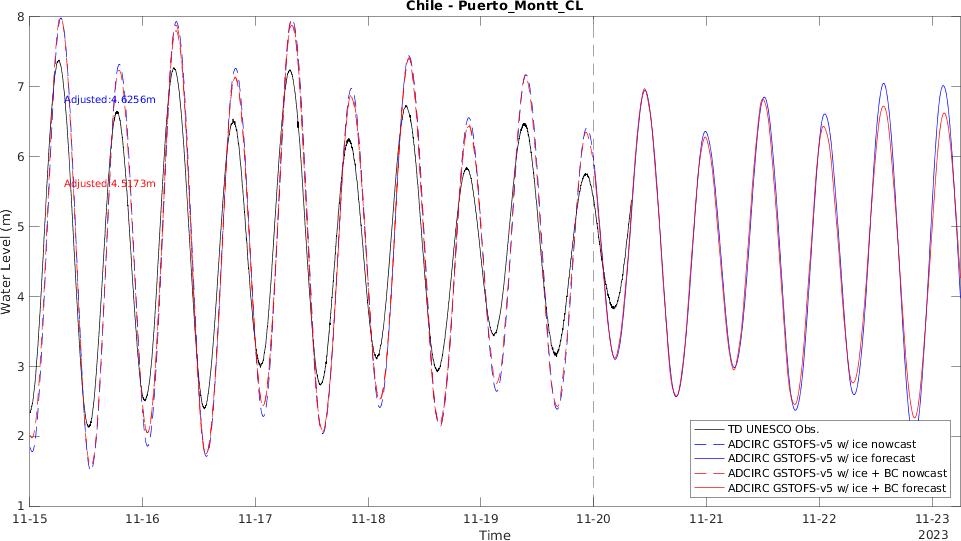 Chile - Puerto_Montt_CL
Water Level (m)
8
7
6
5
4
3
2
1
Adjusted:4.6256m
Adjusted:4.5173m
TD UNESCO Obs.
ADCIRC GSTOFS-v5 w/ ice nowcast
ADCIRC GSTOFS-v5 w/ ice forecast
ADCIRC GSTOFS-v5 w/ ice + BC nowcast
ADCIRC GSTOFS-v5 w/ ice + BC forecast
11-15 11-16 11-17 11-18 11-19 11-20 11-21 11-22 11-23
2023
Time